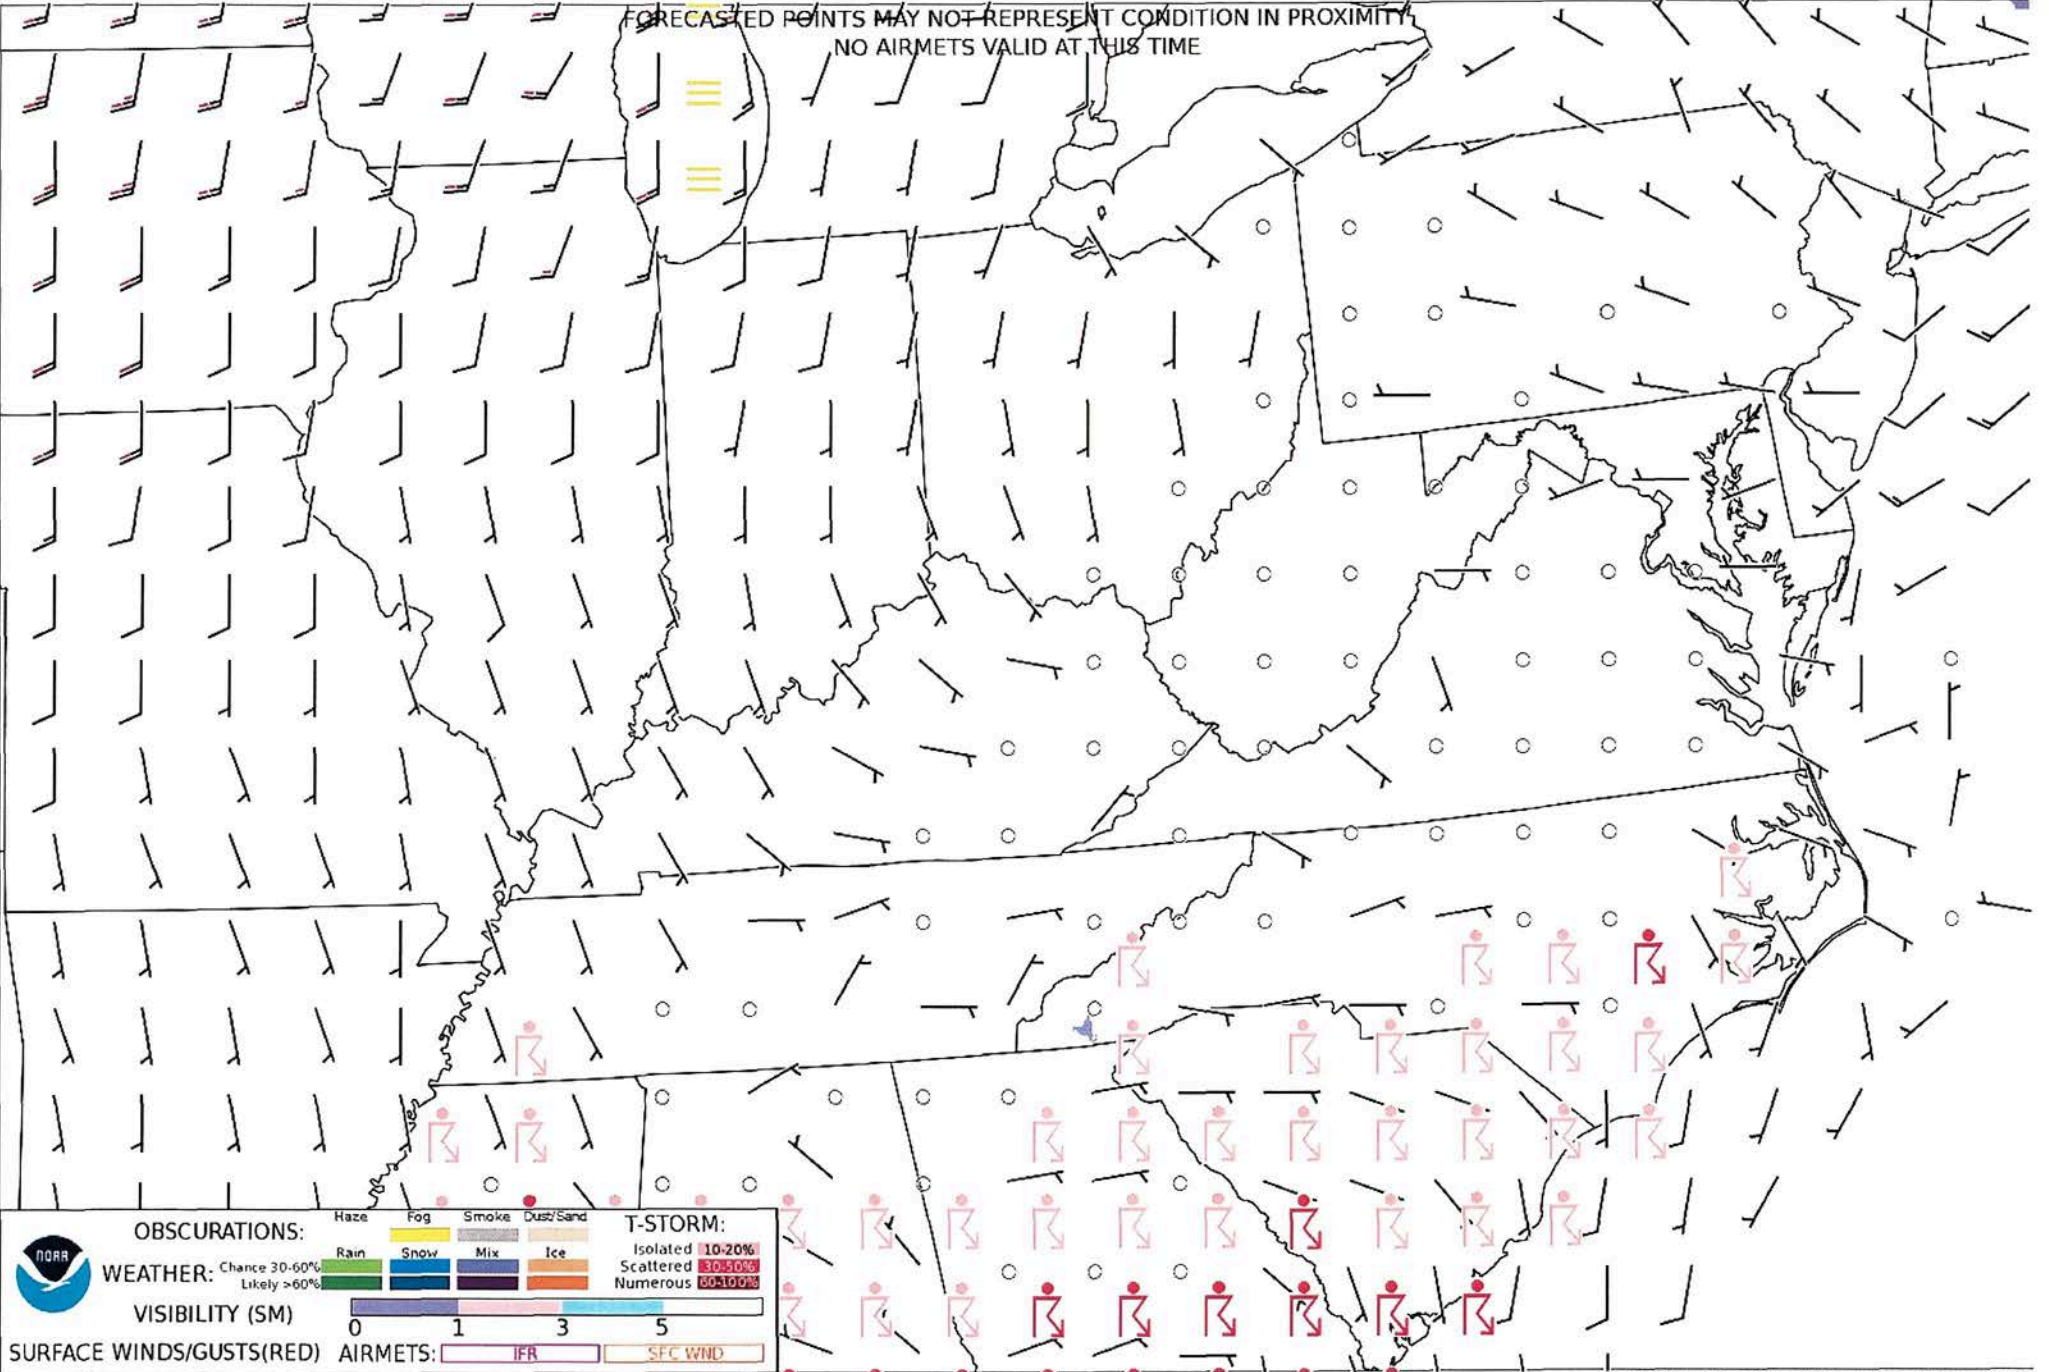 FORECASTED POINTS MAY NOT REPRESENT CONDITION IN PROXIMITY
NO AIRMETS VALID AT THIS TIME
OBSCURATIONS:
Haze Fog Smoke Dust/Sand
T-STORM:
Rain Snow Mix Ice
Isolated 10-20%
WEATHER: Chance 30-60%
Scattered 30-50%
Likely >60%
Numerous 60-100%
NOAA
VISIBILITY (SM)
0 1 3 5
SURFACE WINDS/GUSTS(RED) AIRMETS: IFR SFC WND